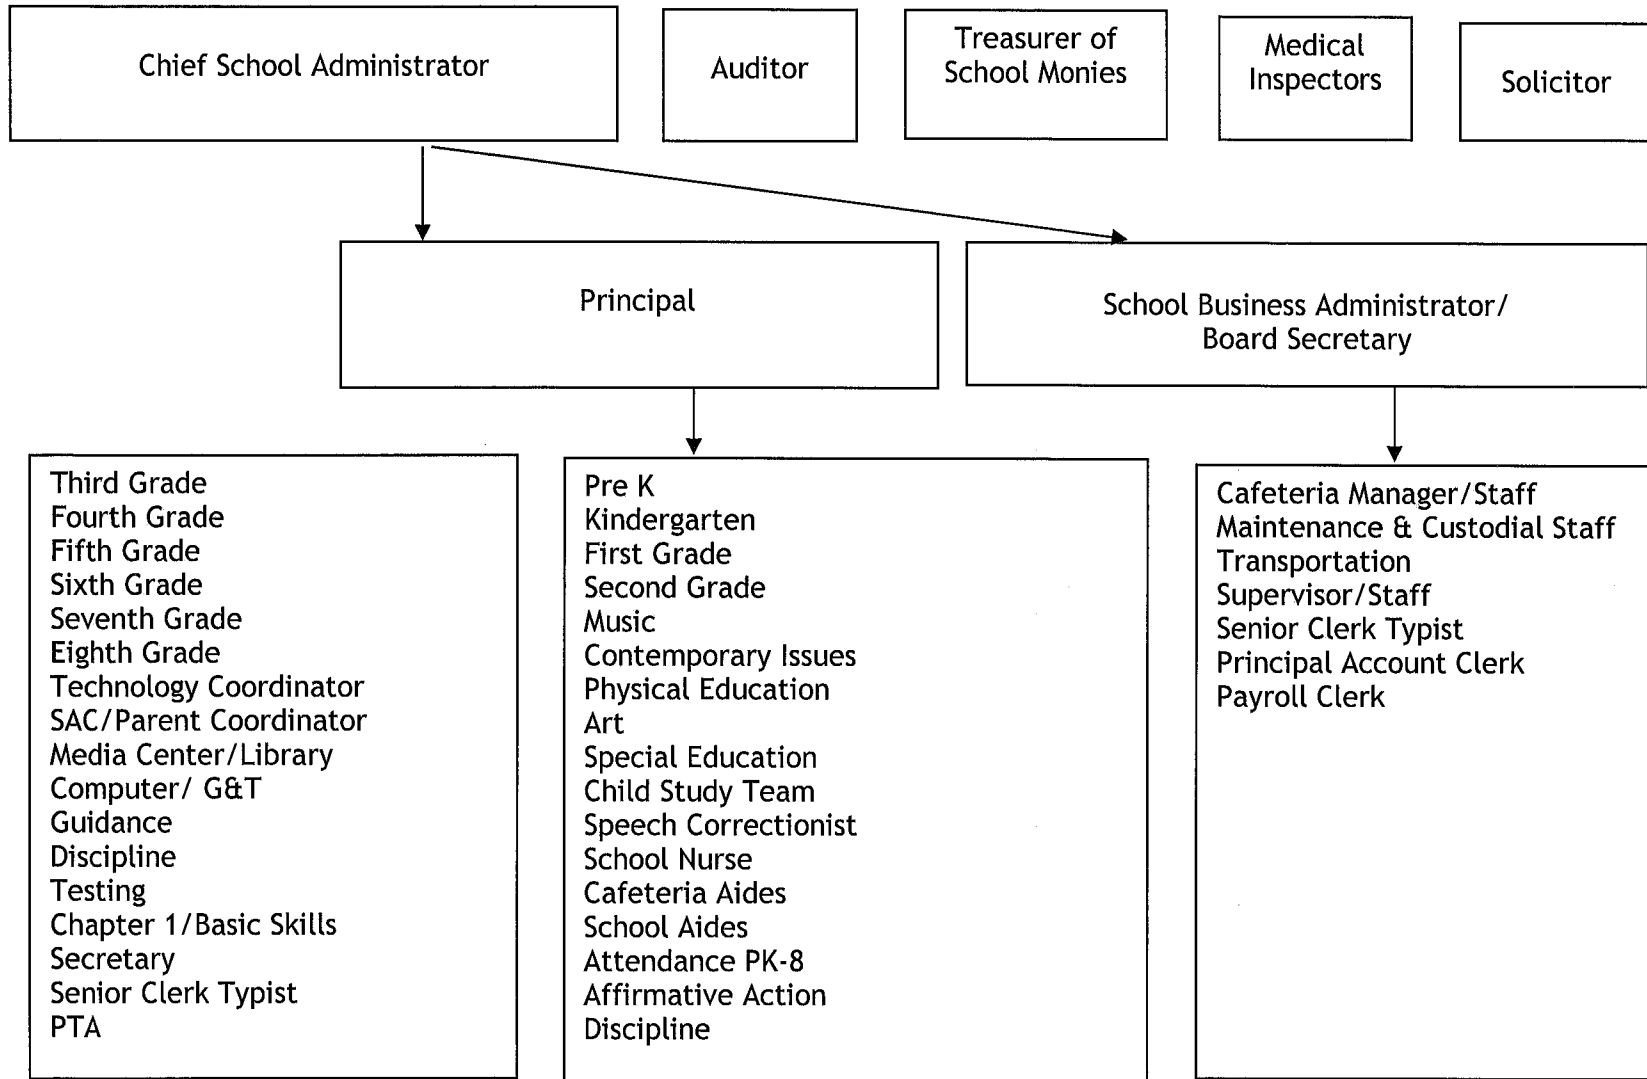 Chief School Administrator
Auditor
Treasurer of
School Monies
Medical
Inspectors
Solicitor
Principal
School Business Administrator/
Board Secretary
Third Grade
Fourth Grade
Fifth Grade
Sixth Grade
Seventh Grade
Eighth Grade
Technology Coordinator
SAC/Parent Coordinator
Media Center/Library
Computer/ G&T
Guidance
Discipline
Testing
Chapter 1/Basic Skills
Secretary
Senior Clerk Typist
PTA
Pre K
Kindergarten
First Grade
Second Grade
Music
Contemporary Issues
Physical Education
Art
Special Education
Child Study Team
Speech Correctionist
School Nurse
Cafeteria Aides
School Aides
Attendance PK-8
Affirmative Action
Discipline
Cafeteria Manager/Staff
Maintenance & Custodial Staff
Transportation
Supervisor/Staff
Senior Clerk Typist
Principal Account Clerk
Payroll Clerk